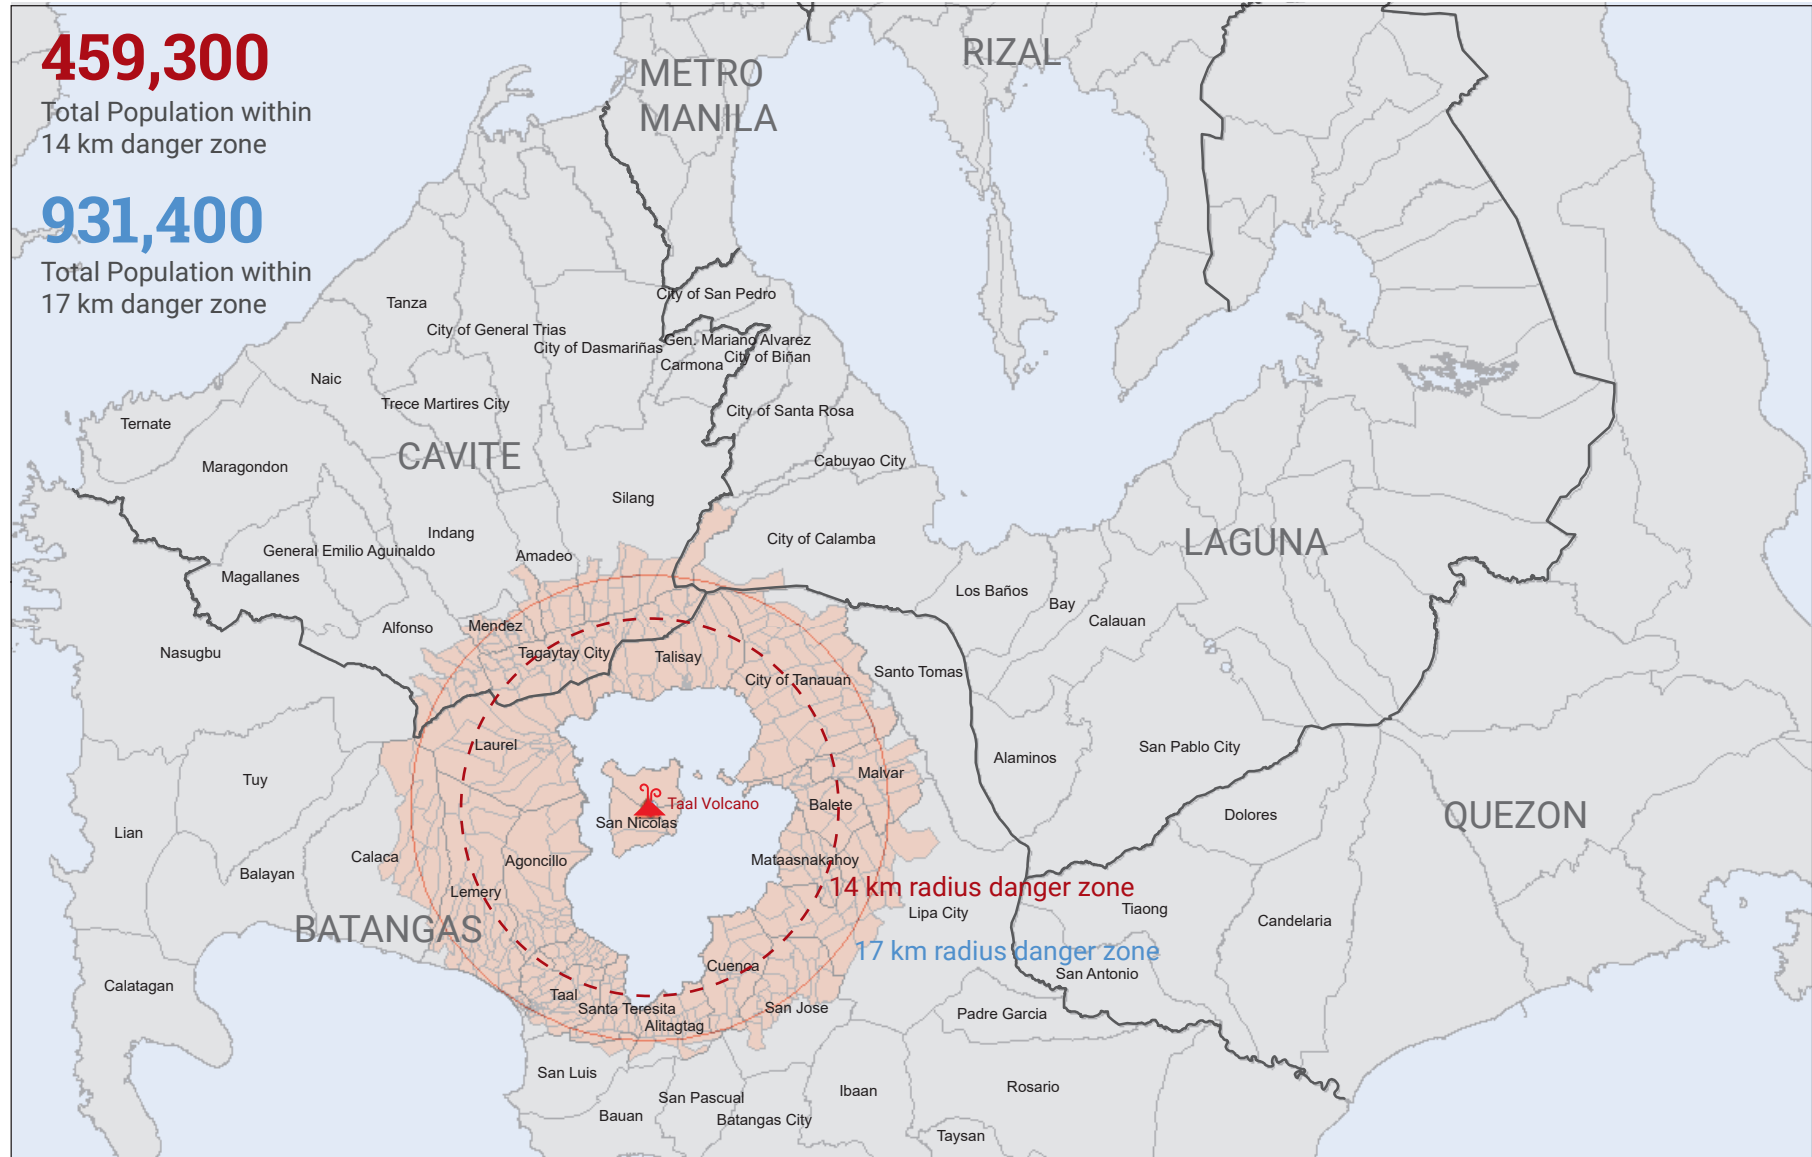 459,300
Total Population within
14 km danger zone
931,400
Total Population within
17 km danger zone
METRO
MANILA
RIZAL
City of San Pedro
Tanza
City of General Trias
City of Dasmariñas
Gen. Mariano Alvarez
City of Biñan
Carmona
Naic
Trece Martires City
City of Santa Rosa
Ternate
CAVITE
Maragondon
Cabuyao City
Silang
Indang
City of Calamba
LAGUNA
General Emilio Aguinaldo
Amadeo
Magallanes
Los Baños
Bay
Calauan
Alfonso
Mendez
Nasugbu
Tagaytay City
Talisay
City of Tanauan
Santo Tomas
Laurel
San Pablo City
Alaminos
Malvar
Tuy
Taal Volcano
Balete
San Nicolas
Dolores
QUEZON
Lian
Calaca
Agoncillo
Mataasnakahoy
Balayan
Lemery
14 km radius danger zone
Tiaong
Lipa City
Candelaria
BATANGAS
17 km radius danger zone
Cuenca
San Antonio
Calatagan
Taal
Santa Teresita
San Jose
Padre Garcia
Alitagtag
San Luis
Rosario
Ibaan
San Pascual
Bauan
Batangas City
Taysan